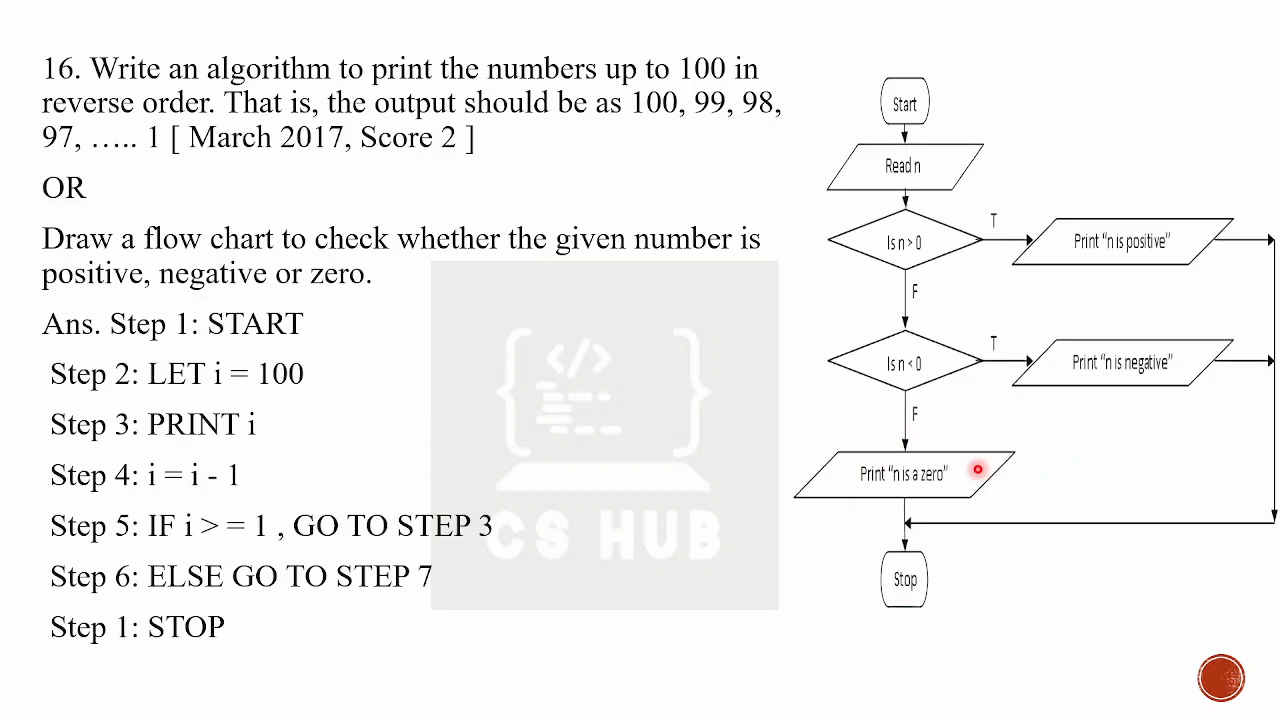 16. Write an algorithm to print the numbers up to 100 in
reverse order. That is, the output should be as 100, 99, 98,
97, ….. 1 [ March 2017, Score 2 ]
OR
Draw a flow chart to check whether the given number is
positive, negative or zero.
Ans. Step 1: START
Step 2: LET i = 100
Step 3: PRINT i
Step 4: i = i - 1
Step 5: IF i > = 1 , GO TO STEP 3
Step 6: ELSE GO TO STEP 7
Step 1: STOP
</>
CS HUB
Start
Read n
Is n > 0
T
Print “n is positive”
F
Is n < 0
T
Print “n is negative”
F
Print “n is a zero”
Stop